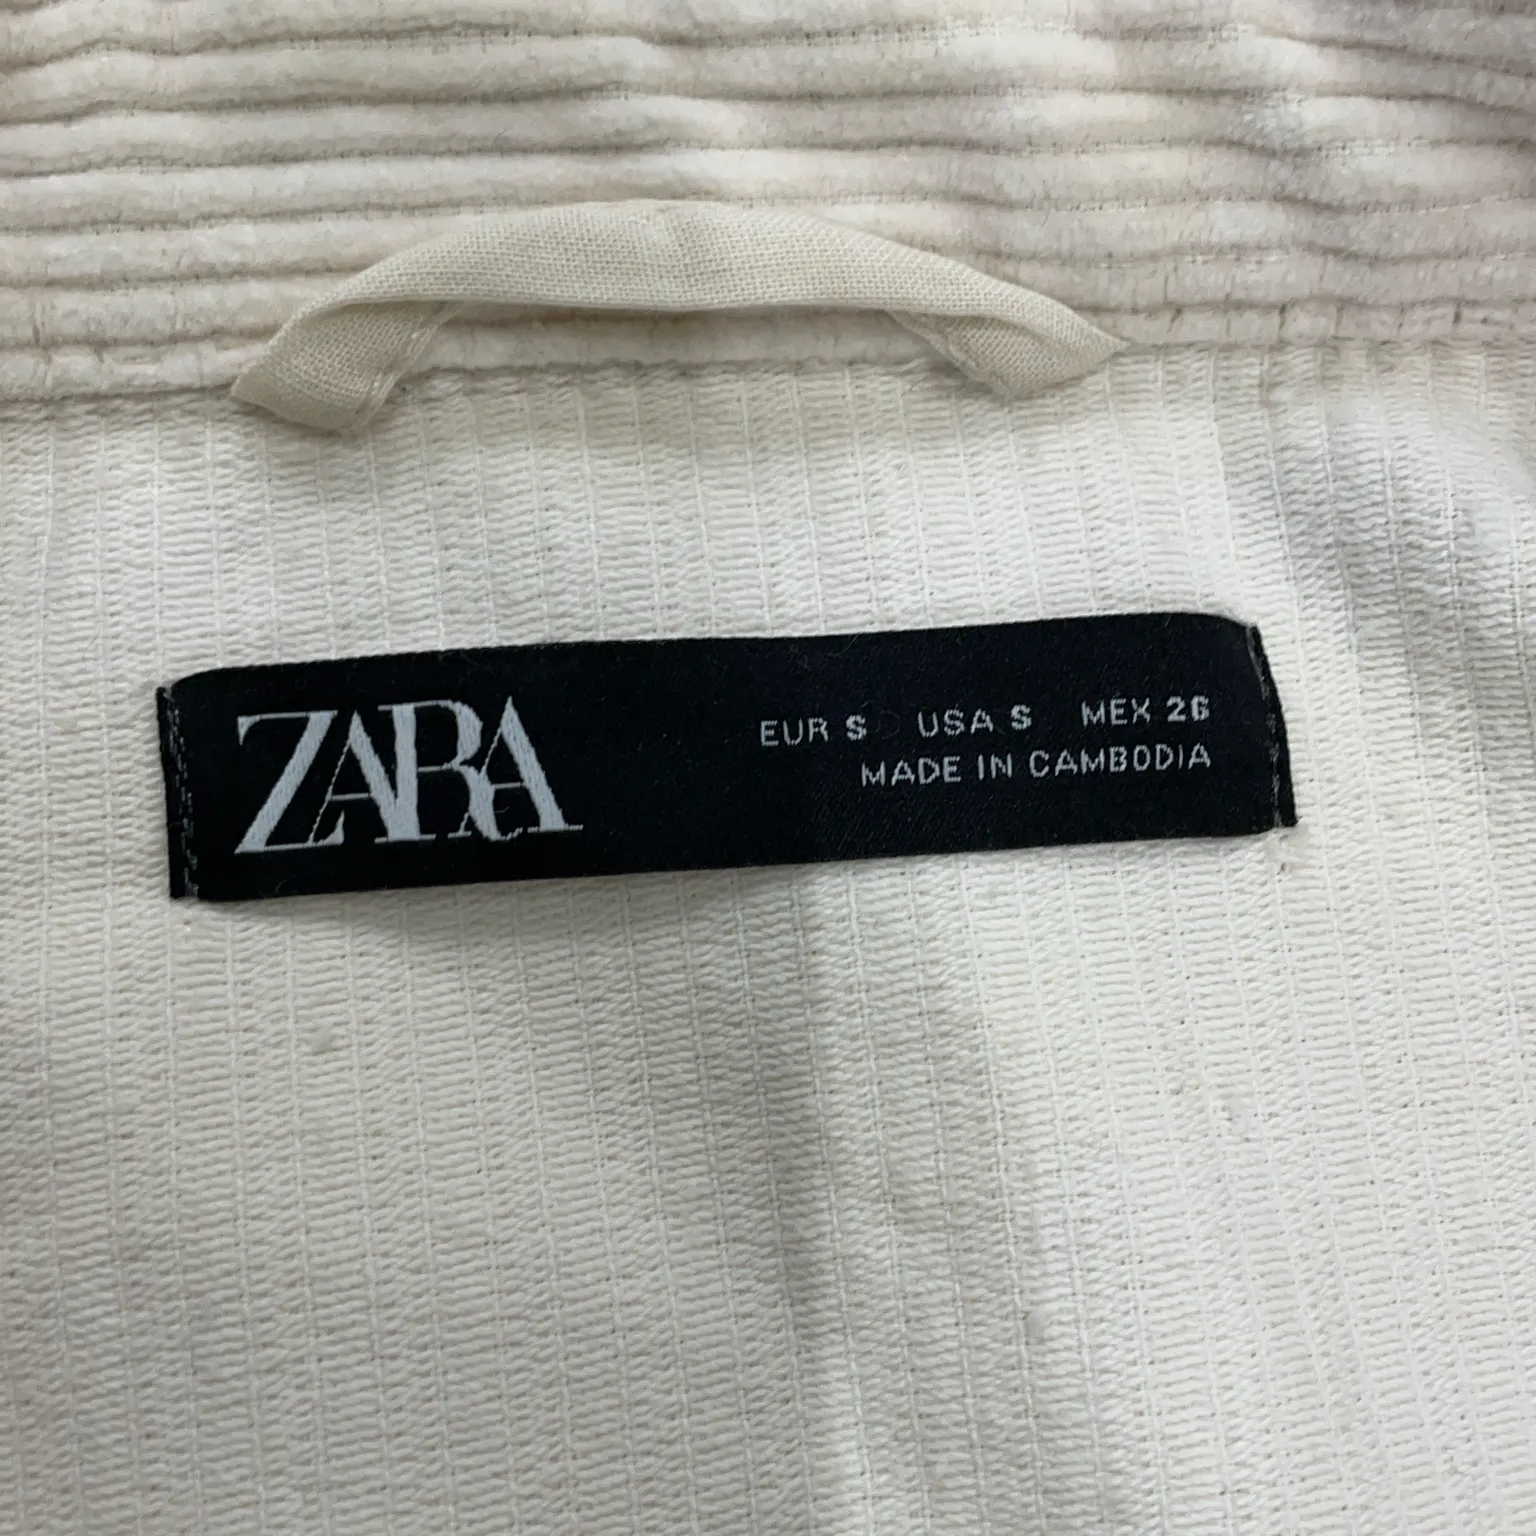 ZARA
EUR S USA S MEX 26
MADE IN CAMBODIA